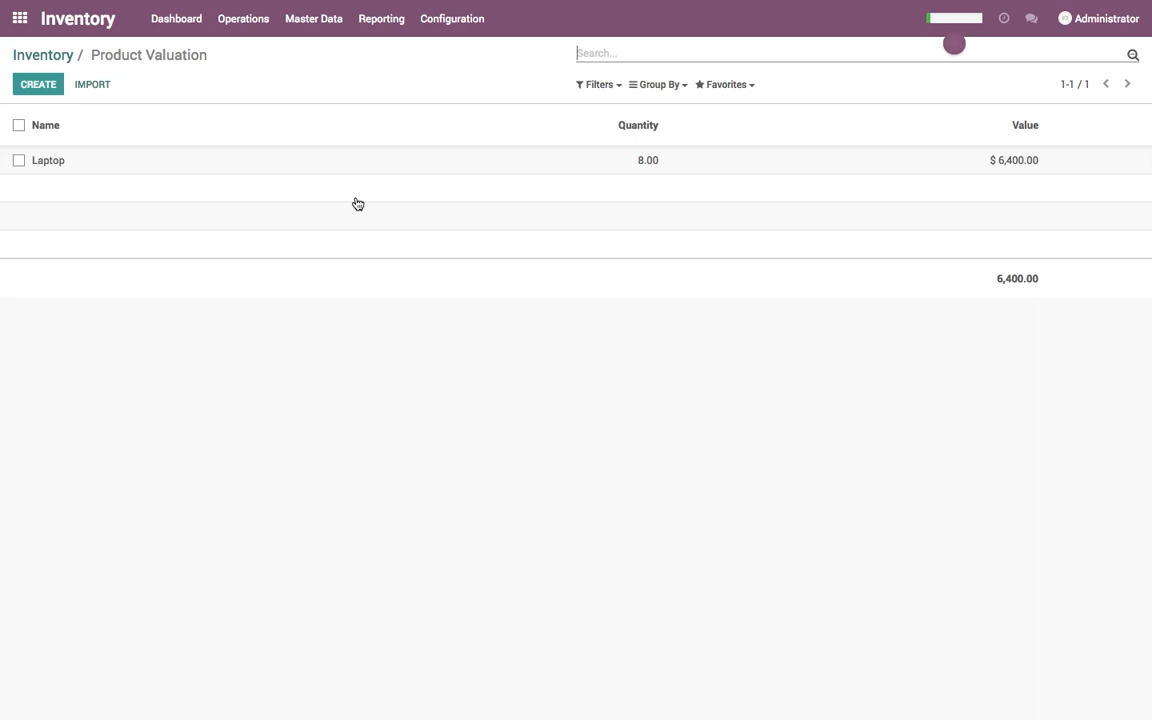 Inventory Dashboard Operations Master Data Reporting Configuration Administrator
Inventory / Product Valuation Search...
CREATE IMPORT Filters Group By Favorites 1-1 / 1
Name Quantity Value
Laptop 8.00 $ 6,400.00
6,400.00